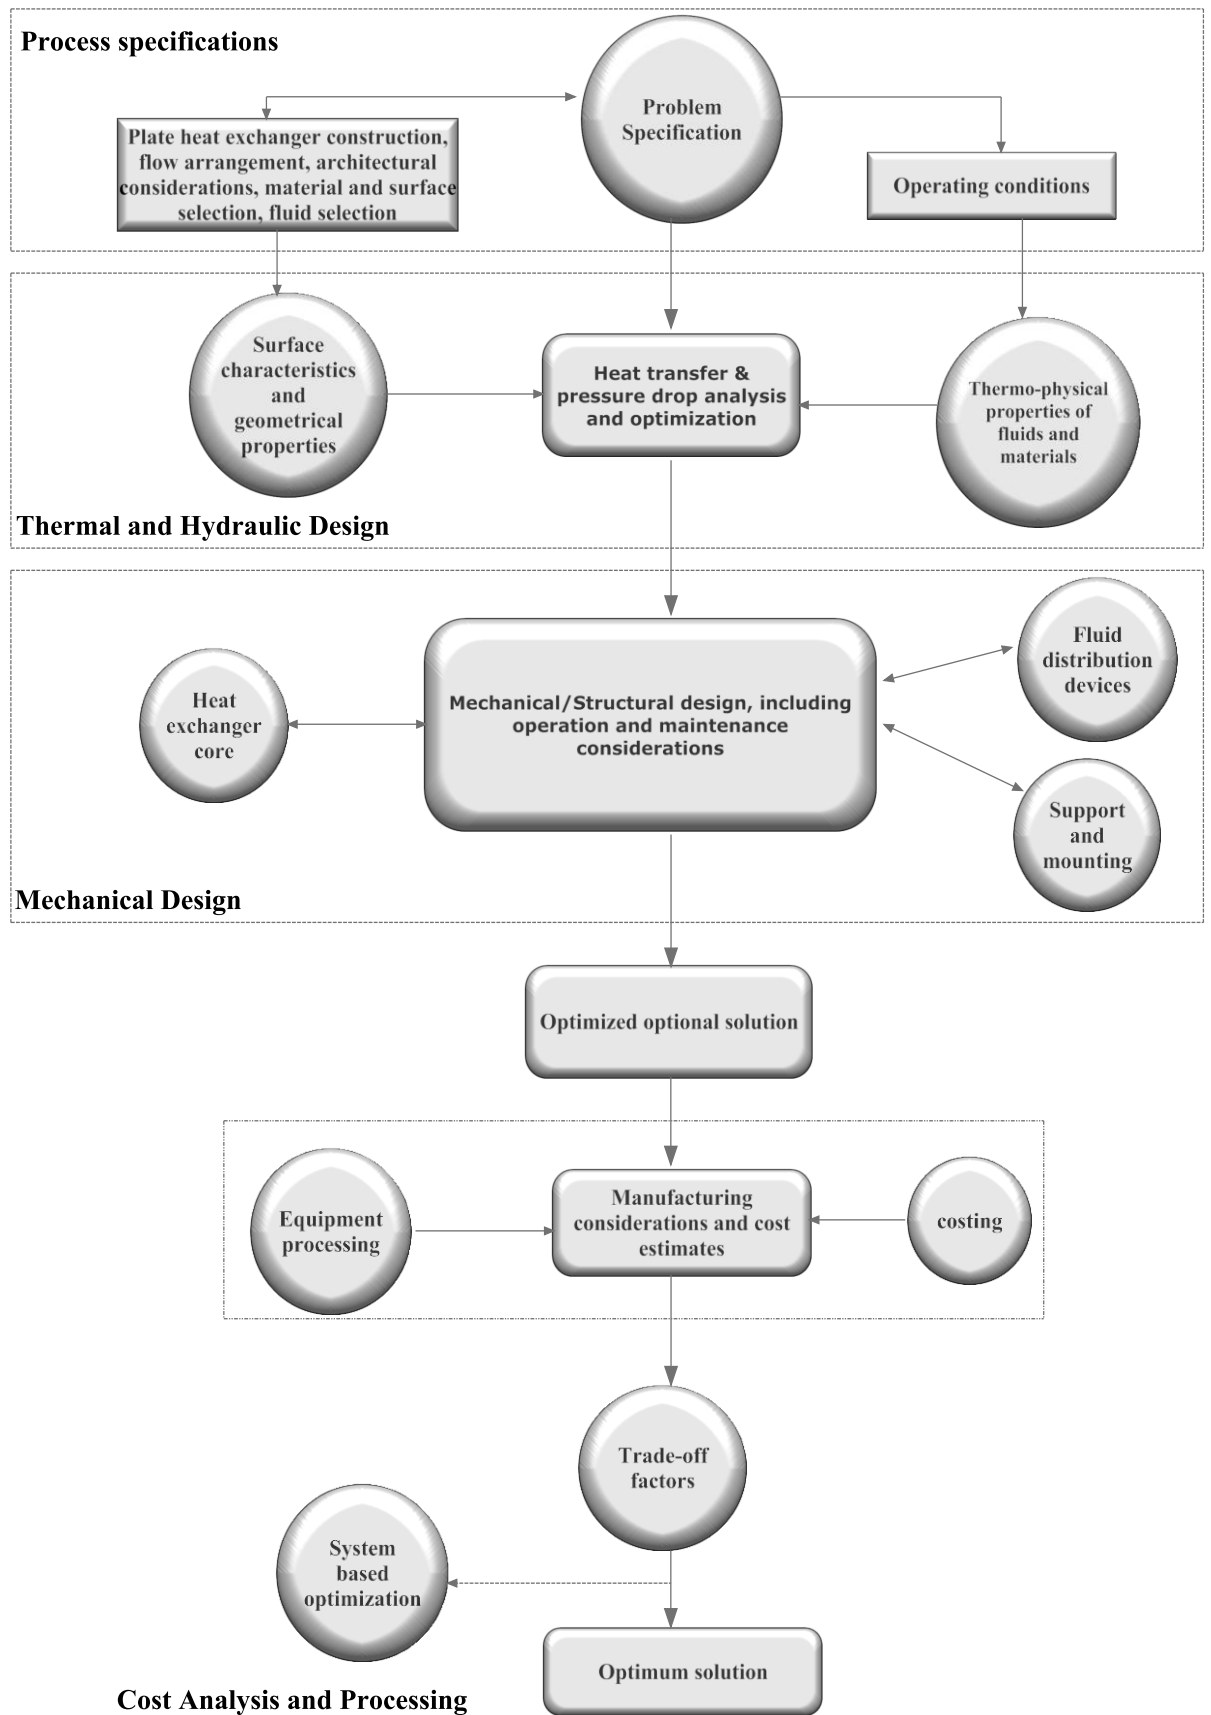 Process specifications
Problem
Specification
Plate heat exchanger construction,
flow arrangement, architectural
considerations, material and surface
selection, fluid selection
Operating conditions
Surface
characteristics
and
geometrical
properties
Heat transfer &
pressure drop analysis
and optimization
Thermo-physical
properties of
fluids and
materials
Thermal and Hydraulic Design
Heat
exchanger
core
Mechanical/Structural design, including
operation and maintenance
considerations
Fluid
distribution
devices
Support
and
mounting
Mechanical Design
Optimized optional solution
Equipment
processing
Manufacturing
considerations and cost
estimates
costing
Trade-off
factors
System
based
optimization
Optimum solution
Cost Analysis and Processing